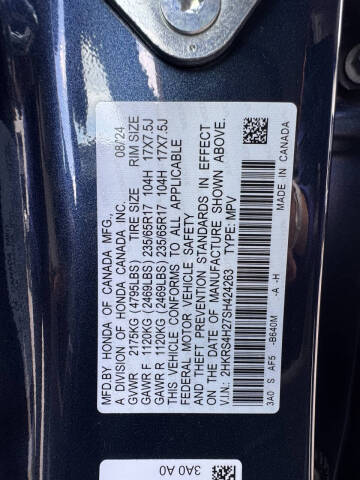 MFD.BY HONDA OF CANADA MFG.,
A DIVISION OF HONDA CANADA INC. 08/24
GVWR 2175KG (4795LBS) TIRE SIZE RIM SIZE
GAWR F 1120KG (2469LBS) 235/65R17 104H 17X7.5J
GAWR R 1120KG (2469LBS) 235/65R17 104H 17X7.5J
THIS VEHICLE CONFORMS TO ALL APPLICABLE
FEDERAL MOTOR VEHICLE SAFETY
AND THEFT PREVENTION STANDARDS IN EFFECT
ON THE DATE OF MANUFACTURE SHOWN ABOVE.
V.I.N: 2HKRS4H27SH424263 TYPE: MPV
3A0 S AF5 -B640M -A -H
MADE IN CANADA
3A0 A0